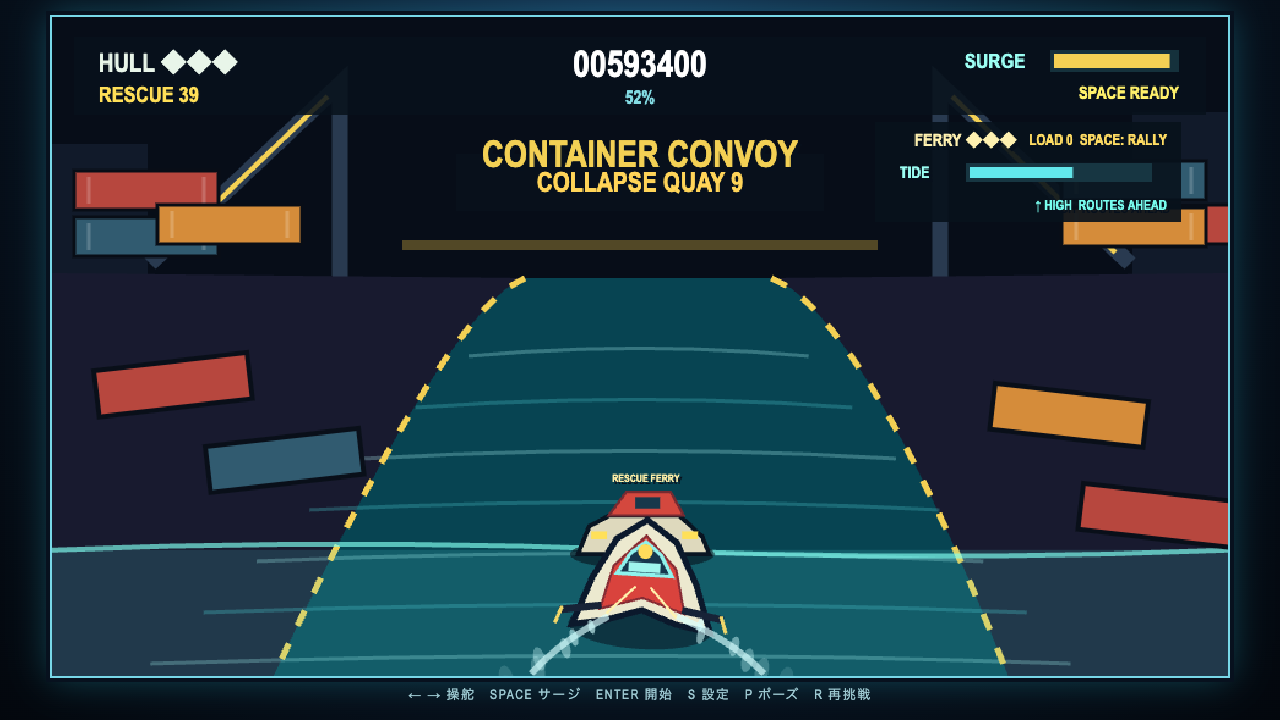 HULL
RESCUE 39
00593400
52%
SURGE
SPACE READY
CONTAINER CONVOY
COLLAPSE QUAY 9
FERRY LOAD 0 SPACE: RALLY
TIDE
↑ HIGH ROUTES AHEAD
RESCUE FERRY
← → 操舵 SPACE サージ ENTER 開始 S 設定 P ポーズ R 再挑戦